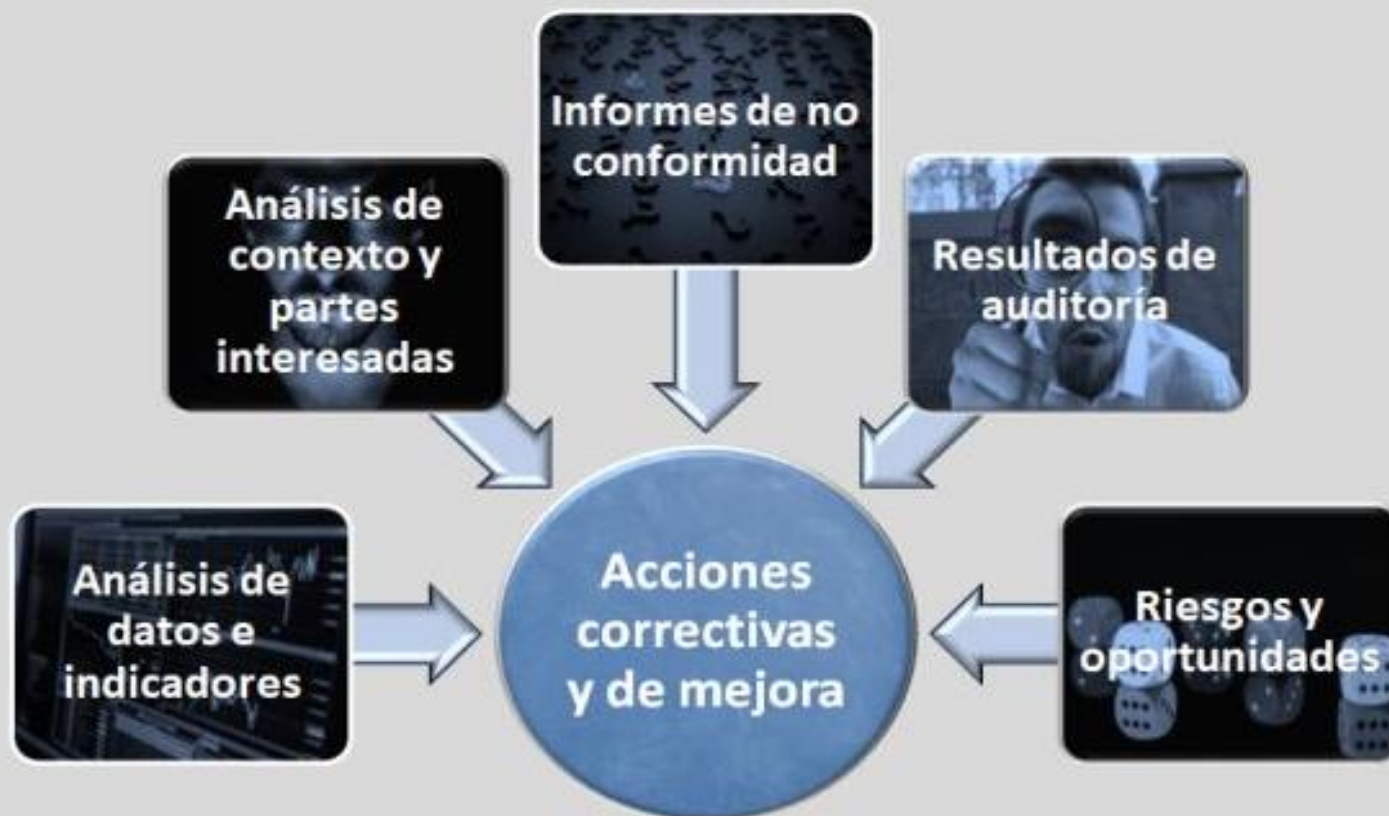 Informes de no
conformidad
Análisis de
contexto y
partes
interesadas
Resultados de
auditoría
Análisis de
datos e
indicadores
Acciones
correctivas
y de mejora
Riesgos y
oportunidades